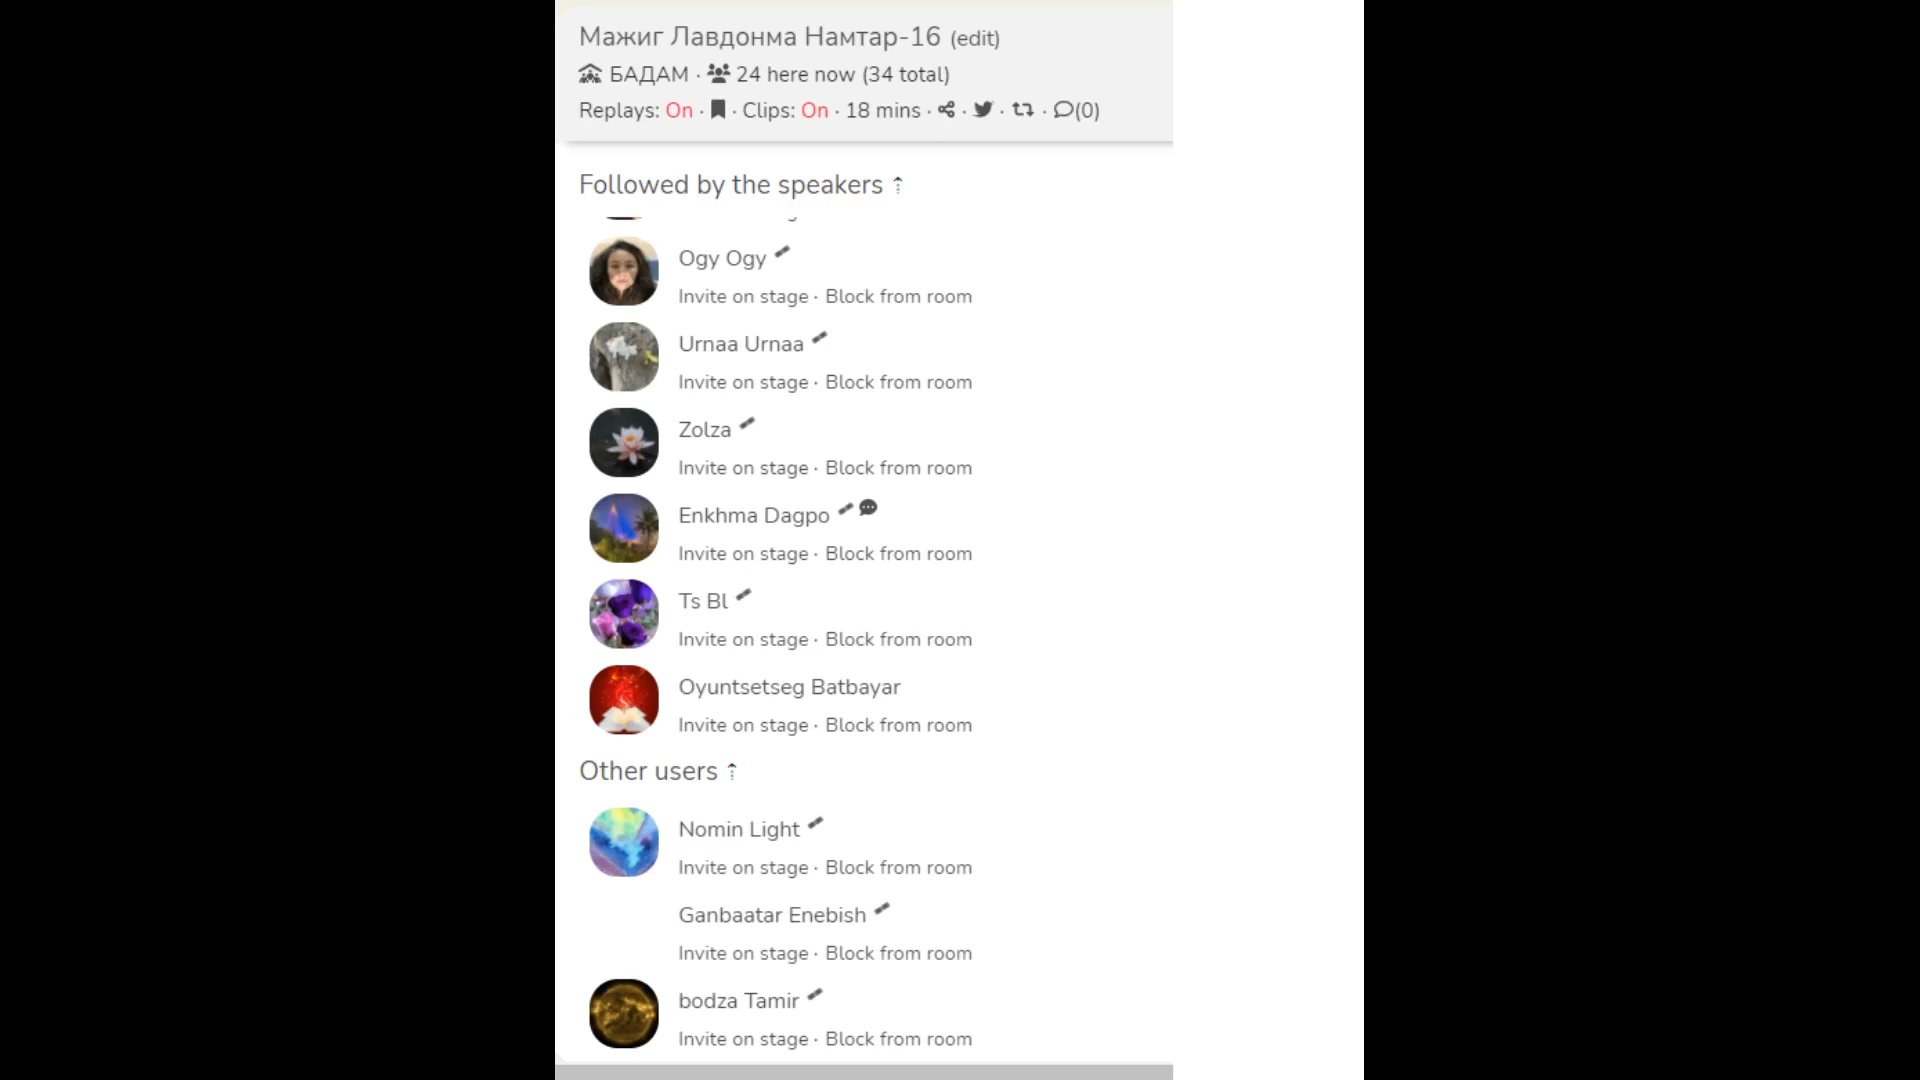 Мажиг Лавдонма Намтар-16 (edit)
БАДАМ · 24 here now (34 total)
Replays: On · · Clips: On · 18 mins · · · · (0)
Followed by the speakers
Ogy Ogy
Invite on stage · Block from room
Urnaa Urnaa
Invite on stage · Block from room
Zolza
Invite on stage · Block from room
Enkhma Dagpo
Invite on stage · Block from room
Ts Bl
Invite on stage · Block from room
Oyuntsetseg Batbayar
Invite on stage · Block from room
Other users
Nomin Light
Invite on stage · Block from room
Ganbaatar Enebish
Invite on stage · Block from room
bodza Tamir
Invite on stage · Block from room